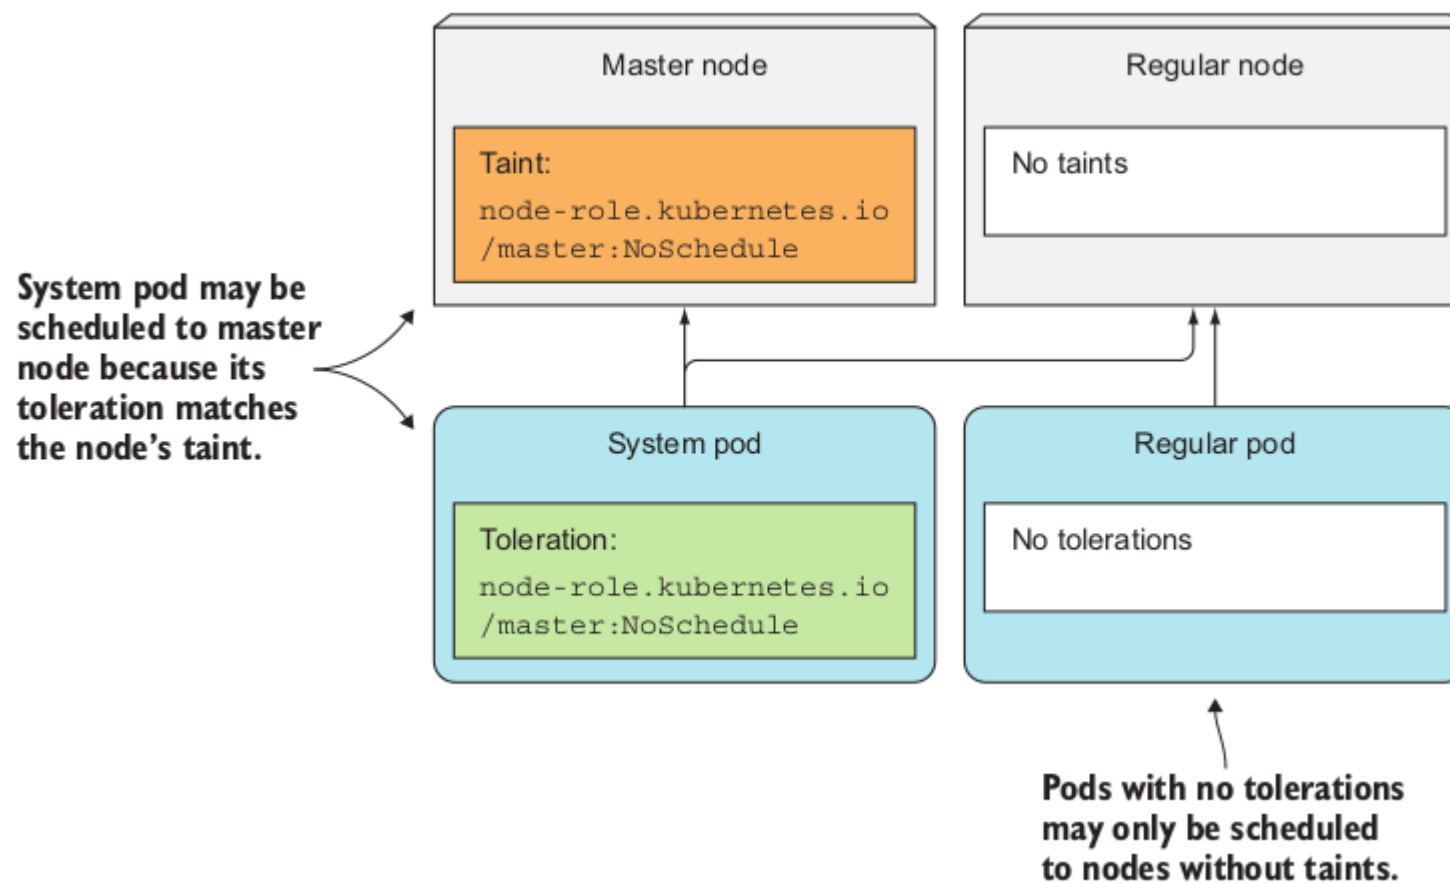 Master node
Regular node
Taint:
node-role.kubernetes.io
/master:NoSchedule
No taints
System pod may be
scheduled to master
node because its
toleration matches
the node’s taint.
System pod
Regular pod
Toleration:
node-role.kubernetes.io
/master:NoSchedule
No tolerations
Pods with no tolerations
may only be scheduled
to nodes without taints.